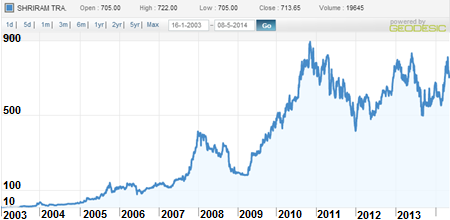 SHRIRAM TRA. Open : 705.00 High : 722.00 Low : 705.00 Close : 713.65 Volume : 19645
1d 5d 1m 3m 6m 1yr 2yr 5yr Max 16-1-2003 -- 08-5-2014 Go
powered by
GEODESIC
900
500
100
10
2003 2004 2005 2006 2007 2008 2009 2010 2011 2012 2013